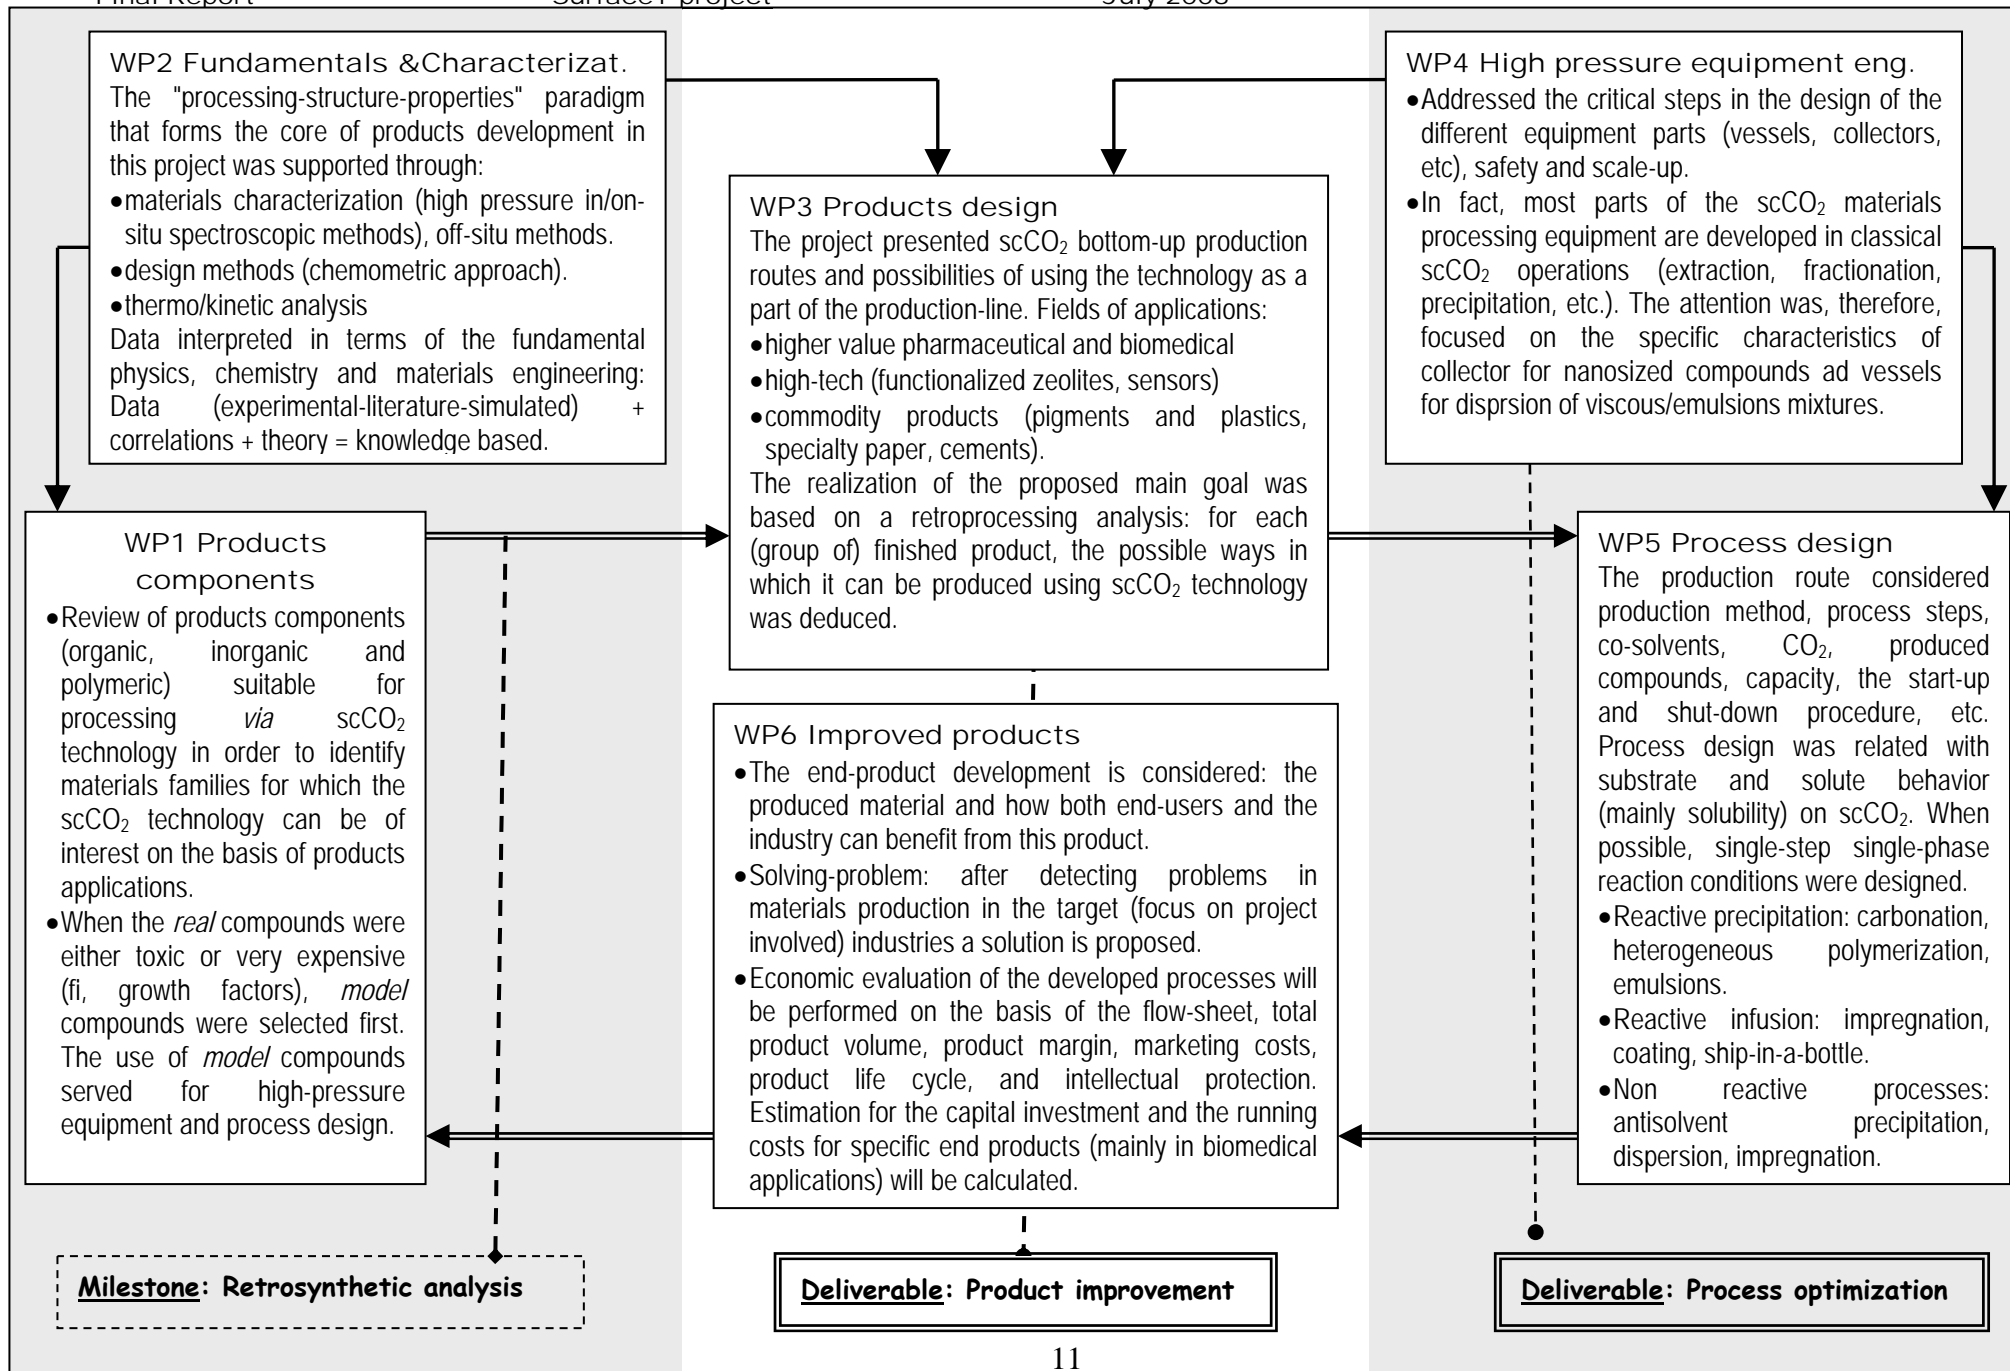 Final Report Surface project July 2008
WP2 Fundamentals &Characterizat.
The "processing-structure-properties" paradigm
that forms the core of products development in
this project was supported through:
•materials characterization (high pressure in/on-
situ spectroscopic methods), off-situ methods.
•design methods (chemometric approach).
•thermo/kinetic analysis
Data interpreted in terms of the fundamental
physics, chemistry and materials engineering:
Data (experimental-literature-simulated) +
correlations + theory = knowledge based.
WP4 High pressure equipment eng.
•Addressed the critical steps in the design of the
different equipment parts (vessels, collectors,
etc), safety and scale-up.
•In fact, most parts of the scCO2 materials
processing equipment are developed in classical
scCO2 operations (extraction, fractionation,
precipitation, etc.). The attention was, therefore,
focused on the specific characteristics of
collector for nanosized compounds ad vessels
for disprsion of viscous/emulsions mixtures.
WP3 Products design
The project presented scCO2 bottom-up production
routes and possibilities of using the technology as a
part of the production-line. Fields of applications:
•higher value pharmaceutical and biomedical
•high-tech (functionalized zeolites, sensors)
•commodity products (pigments and plastics,
specialty paper, cements).
The realization of the proposed main goal was
based on a retroprocessing analysis: for each
(group of) finished product, the possible ways in
which it can be produced using scCO2 technology
was deduced.
WP1 Products
components
•Review of products components
(organic, inorganic and
polymeric) suitable for
processing via scCO2
technology in order to identify
materials families for which the
scCO2 technology can be of
interest on the basis of products
applications.
•When the real compounds were
either toxic or very expensive
(fi, growth factors), model
compounds were selected first.
The use of model compounds
served for high-pressure
equipment and process design.
WP5 Process design
The production route considered
production method, process steps,
co-solvents, CO2, produced
compounds, capacity, the start-up
and shut-down procedure, etc.
Process design was related with
substrate and solute behavior
(mainly solubility) on scCO2. When
possible, single-step single-phase
reaction conditions were designed.
•Reactive precipitation: carbonation,
heterogeneous polymerization,
emulsions.
•Reactive infusion: impregnation,
coating, ship-in-a-bottle.
•Non reactive processes:
antisolvent precipitation,
dispersion, impregnation.
WP6 Improved products
•The end-product development is considered: the
produced material and how both end-users and the
industry can benefit from this product.
•Solving-problem: after detecting problems in
materials production in the target (focus on project
involved) industries a solution is proposed.
•Economic evaluation of the developed processes will
be performed on the basis of the flow-sheet, total
product volume, product margin, marketing costs,
product life cycle, and intellectual protection.
Estimation for the capital investment and the running
costs for specific end products (mainly in biomedical
applications) will be calculated.
Milestone: Retrosynthetic analysis
Deliverable: Product improvement
Deliverable: Process optimization
11